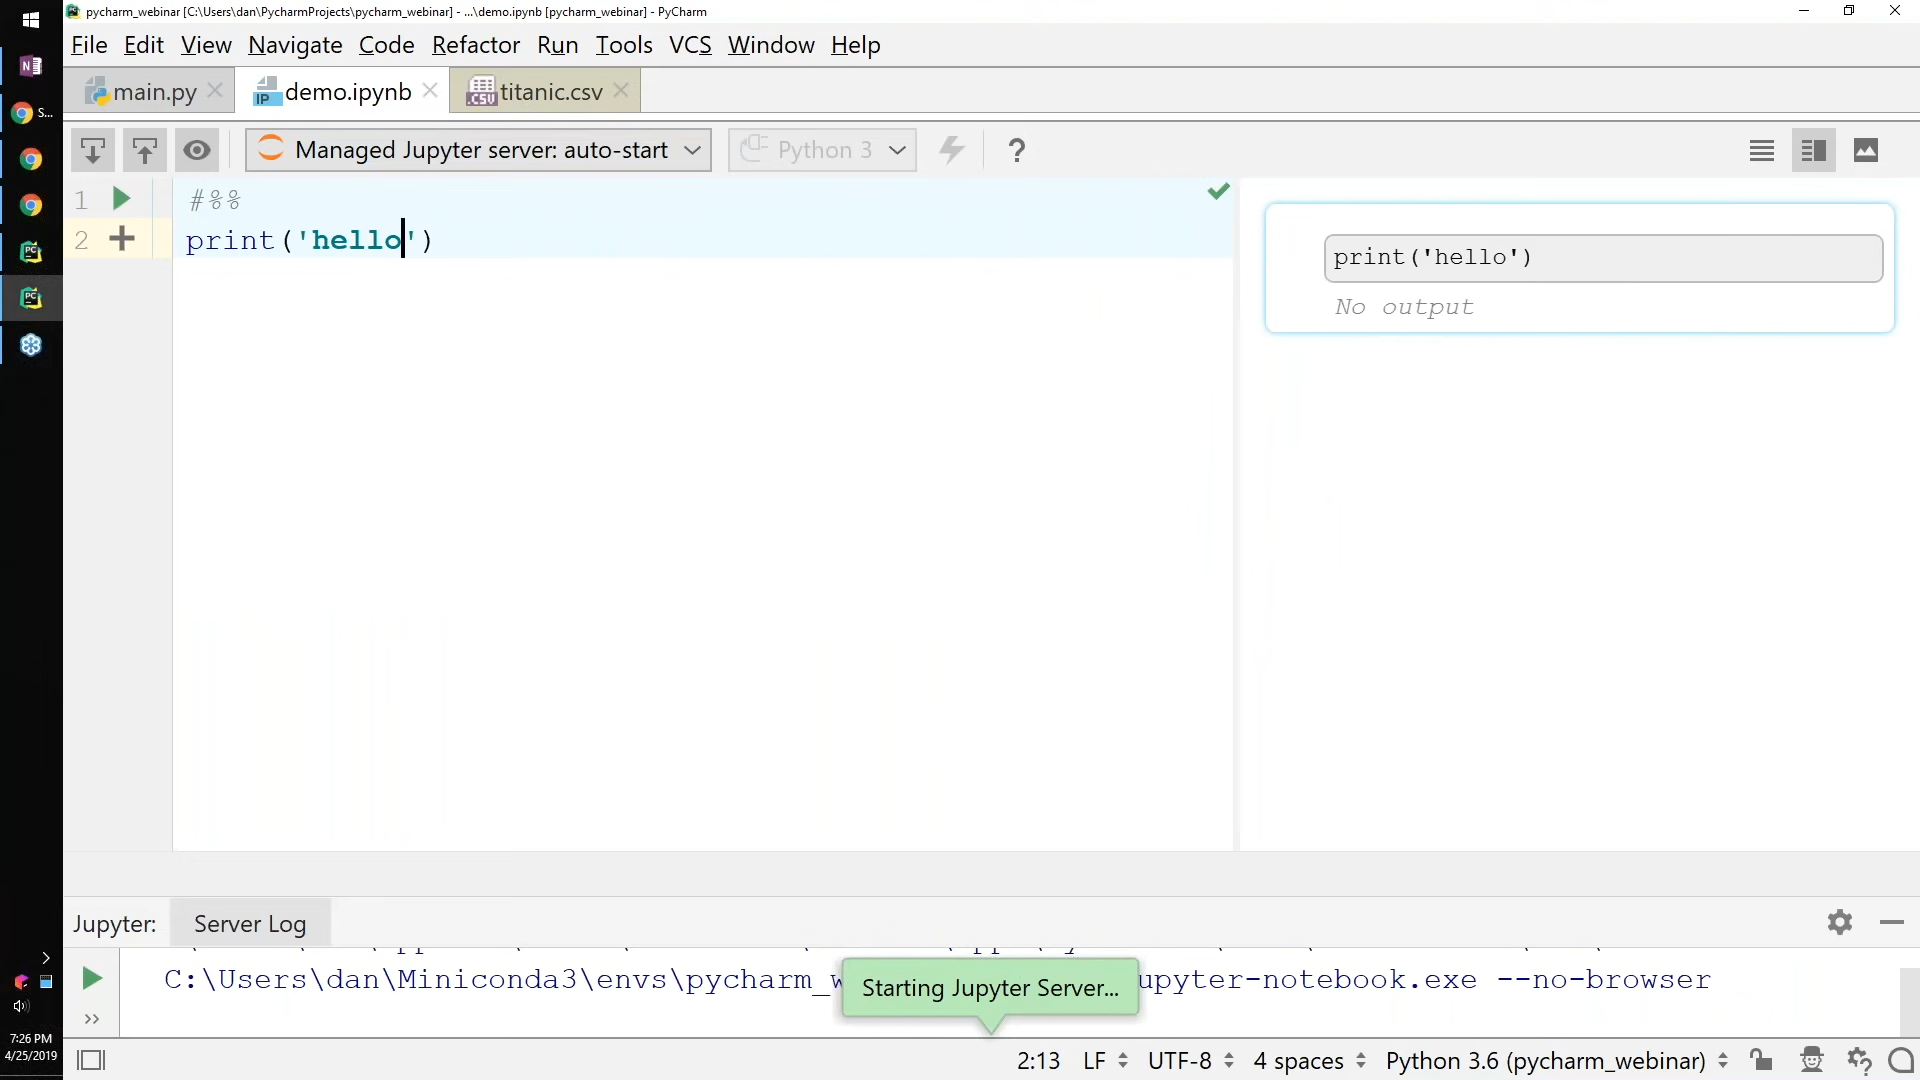 pycharm_webinar [C:\Users\dan\PycharmProjects\pycharm_webinar] - ...\demo.ipynb [pycharm_webinar] - PyCharm
File Edit View Navigate Code Refactor Run Tools VCS Window Help
main.py demo.ipynb titanic.csv
Managed Jupyter server: auto-start Python 3 ?
1 #%%
2 print('hello')
print('hello')
No output
Jupyter: Server Log
C:\Users\dan\Miniconda3\envs\pycharm_ upyter-notebook.exe --no-browser
Starting Jupyter Server...
2:13 LF UTF-8 4 spaces Python 3.6 (pycharm_webinar)
S...
7:26 PM
4/25/2019